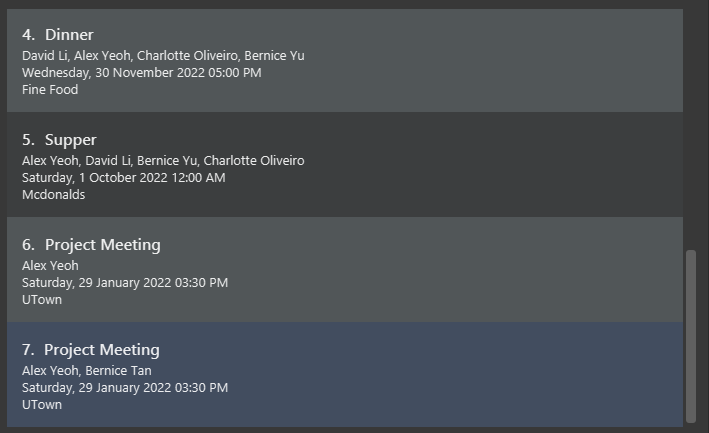 4. Dinner
David Li, Alex Yeoh, Charlotte Oliveiro, Bernice Yu
Wednesday, 30 November 2022 05:00 PM
Fine Food
5. Supper
Alex Yeoh, David Li, Bernice Yu, Charlotte Oliveiro
Saturday, 1 October 2022 12:00 AM
Mcdonalds
6. Project Meeting
Alex Yeoh
Saturday, 29 January 2022 03:30 PM
UTown
7. Project Meeting
Alex Yeoh, Bernice Tan
Saturday, 29 January 2022 03:30 PM
UTown